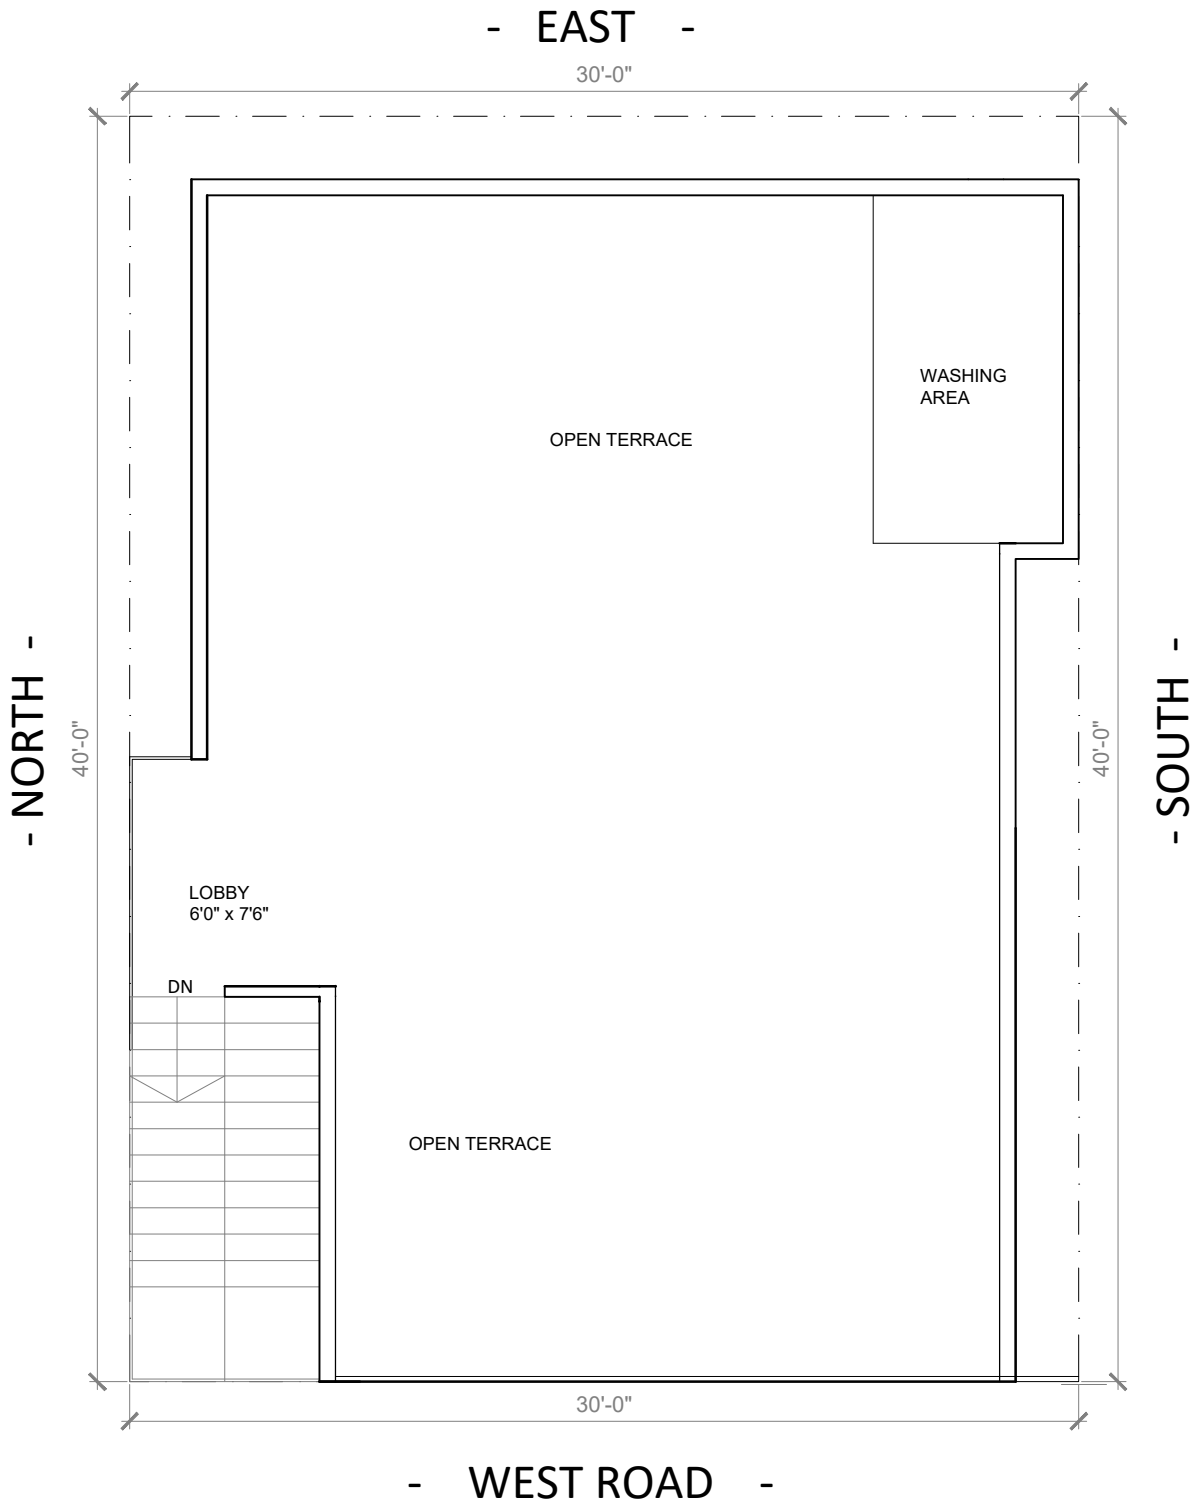 - EAST -
30'-0"
WASHING
AREA
OPEN TERRACE
- NORTH -
40'-0"
40'-0"
- SOUTH -
LOBBY
6'0" x 7'6"
DN
OPEN TERRACE
30'-0"
- WEST ROAD -